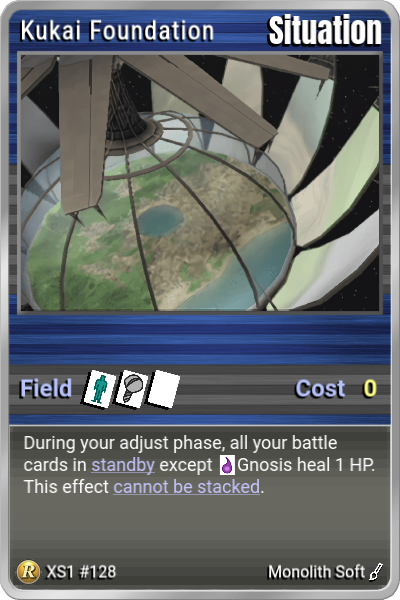 Kukai Foundation
Situation
Field
Cost 0
During your adjust phase, all your battle
cards in standby except Gnosis heal 1 HP.
This effect cannot be stacked.
R XS1 #128
Monolith Soft